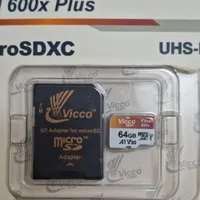 600x Plus
roSDXC
UHS-
Vicco
SD Adapter for microSD
micro
SD
Adapter
Vicco
64GB
A1 V30